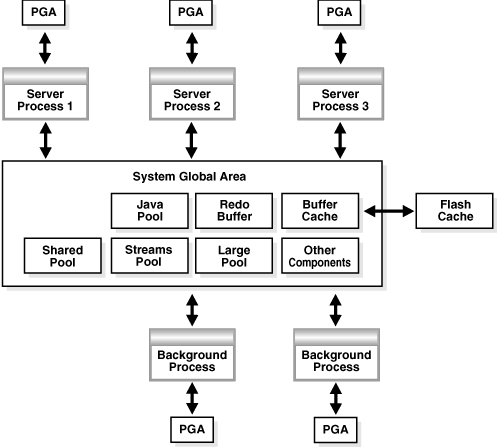 PGA
PGA
PGA
Server
Process 1
Server
Process 2
Server
Process 3
System Global Area
Java
Pool
Redo
Buffer
Buffer
Cache
Flash
Cache
Shared
Pool
Streams
Pool
Large
Pool
Other
Components
Background
Process
Background
Process
PGA
PGA